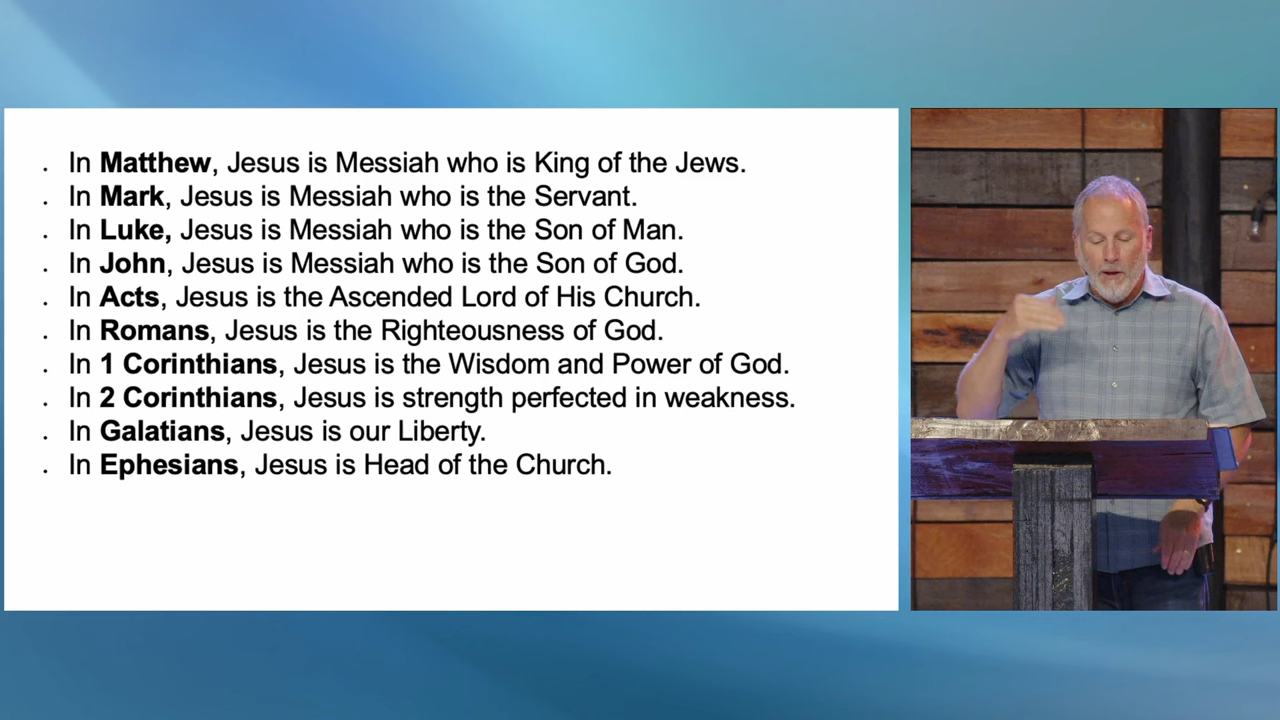 . In Matthew, Jesus is Messiah who is King of the Jews.
. In Mark, Jesus is Messiah who is the Servant.
. In Luke, Jesus is Messiah who is the Son of Man.
. In John, Jesus is Messiah who is the Son of God.
. In Acts, Jesus is the Ascended Lord of His Church.
. In Romans, Jesus is the Righteousness of God.
. In 1 Corinthians, Jesus is the Wisdom and Power of God.
. In 2 Corinthians, Jesus is strength perfected in weakness.
. In Galatians, Jesus is our Liberty.
. In Ephesians, Jesus is Head of the Church.